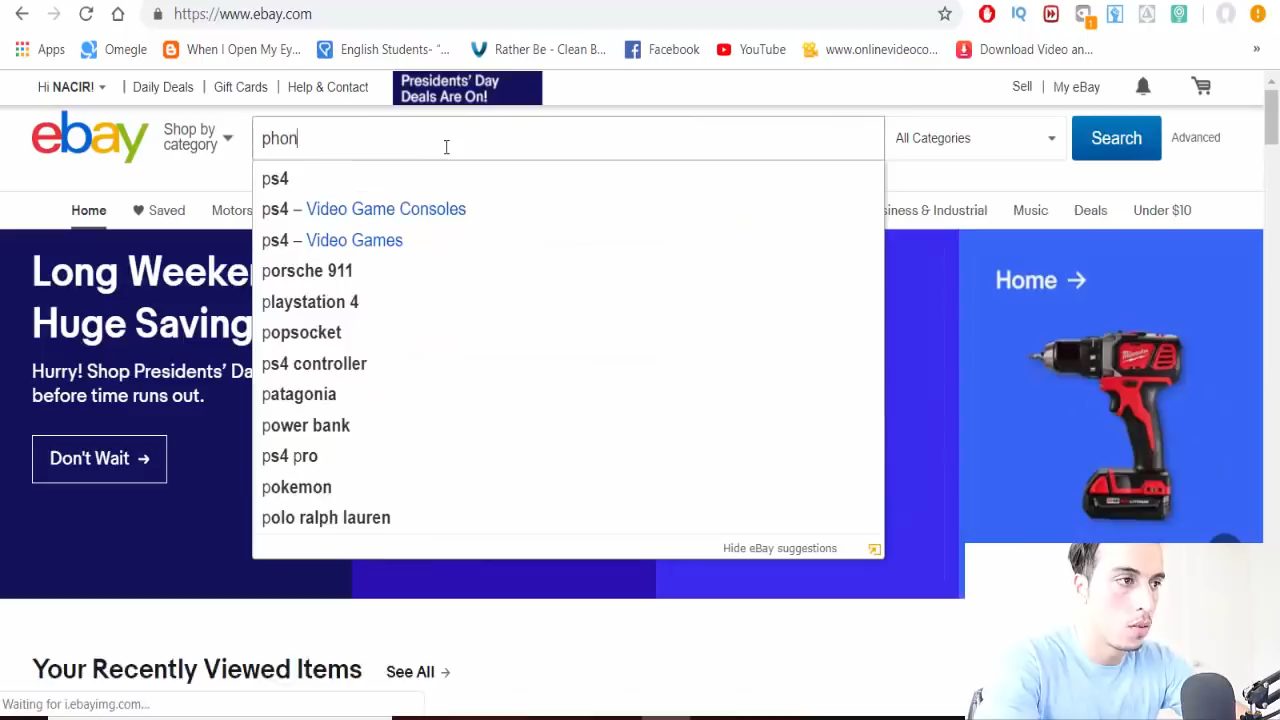 https://www.ebay.com
Apps
Omegle
When I Open My Ey...
English Students- "...
Rather Be - Clean B...
Facebook
YouTube
www.onlinevideoco...
Download Video an...
»
Hi NACIR!
Daily Deals
Gift Cards
Help & Contact
Presidents' Day
Deals Are On!
Sell
My eBay
ebay
Shop by
category
phon
All Categories
Search
Advanced
Home
Saved
Motors
siness & Industrial
Music
Deals
Under $10
ps4
ps4 – Video Game Consoles
ps4 – Video Games
porsche 911
playstation 4
popsocket
ps4 controller
patagonia
power bank
ps4 pro
pokemon
polo ralph lauren
Hide eBay suggestions
Long Weeke
Huge Saving
Hurry! Shop Presidents' Da
before time runs out.
Don't Wait →
Home →
Your Recently Viewed Items
See All →
Waiting for i.ebayimg.com...